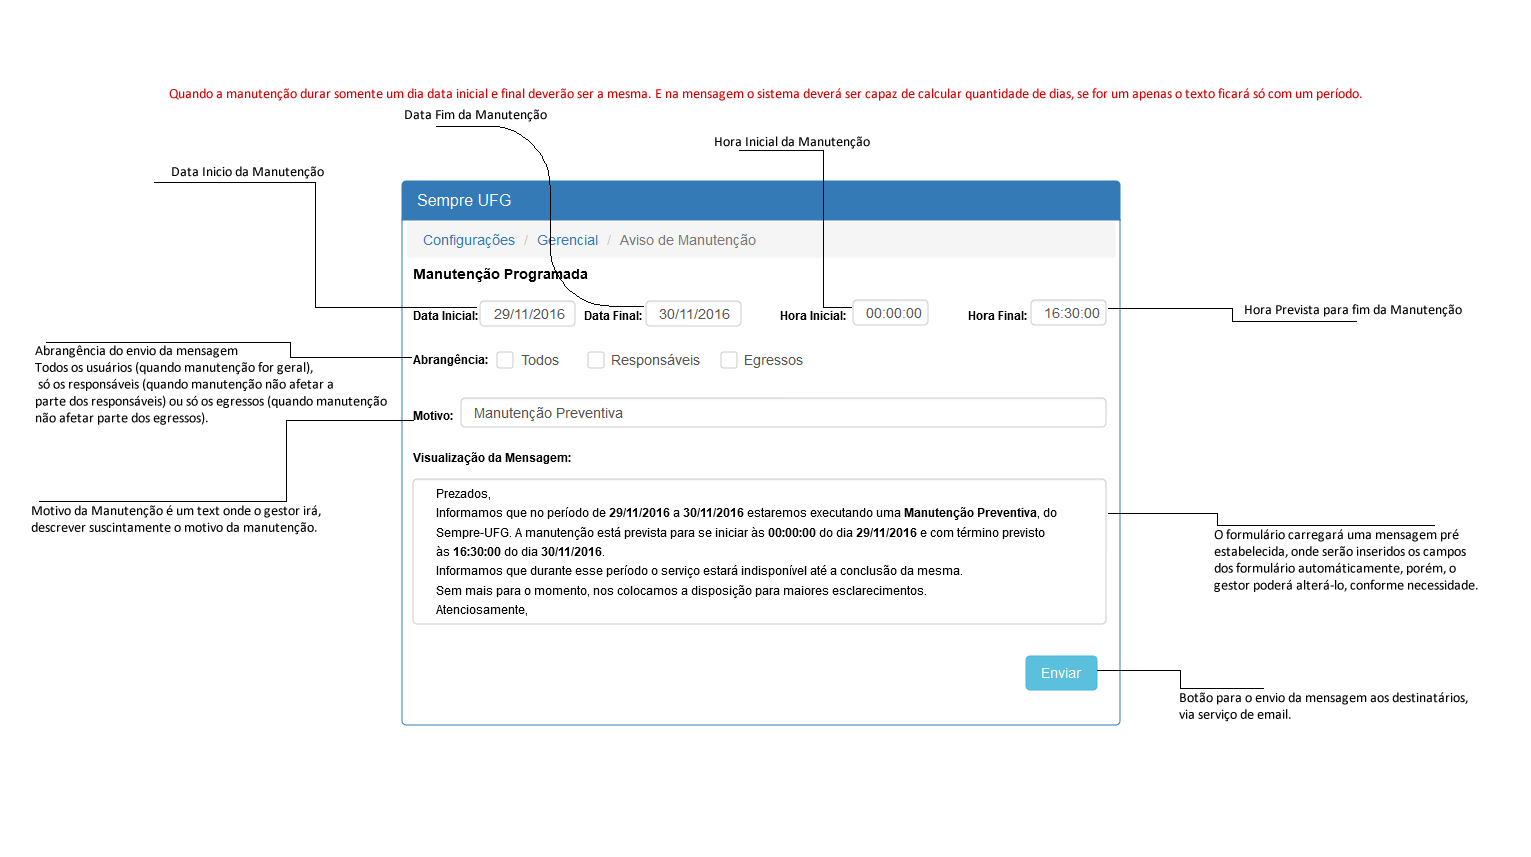 Quando a manutenção durar somente um dia data inicial e final deverão ser a mesma. E na mensagem o sistema deverá ser capaz de calcular quantidade de dias, se for um apenas o texto ficará só com um período.
Data Fim da Manutenção
Hora Inicial da Manutenção
Data Inicio da Manutenção
Sempre UFG
Configurações / Gerencial / Aviso de Manutenção
Manutenção Programada
Data Inicial: 29/11/2016 Data Final: 30/11/2016 Hora Inicial: 00:00:00 Hora Final: 16:30:00
Hora Prevista para fim da Manutenção
Abrangência do envio da mensagem
Todos os usuários (quando manutenção for geral),
só os responsáveis (quando manutenção não afetar a
parte dos responsáveis) ou só os egressos (quando manutenção
não afetar parte dos egressos).
Abrangência: Todos Responsáveis Egressos
Motivo: Manutenção Preventiva
Motivo da Manutenção é um text onde o gestor irá,
descrever suscintamente o motivo da manutenção.
Visualização da Mensagem:
Prezados,
Informamos que no período de 29/11/2016 a 30/11/2016 estaremos executando uma Manutenção Preventiva, do
Sempre-UFG. A manutenção está prevista para se iniciar às 00:00:00 do dia 29/11/2016 e com término previsto
às 16:30:00 do dia 30/11/2016.
Informamos que durante esse período o serviço estará indisponível até a conclusão da mesma.
Sem mais para o momento, nos colocamos a disposição para maiores esclarecimentos.
Atenciosamente,
O formulário carregará uma mensagem pré
estabelecida, onde serão inseridos os campos
dos formulário automáticamente, porém, o
gestor poderá alterá-lo, conforme necessidade.
Enviar
Botão para o envio da mensagem aos destinatários,
via serviço de email.